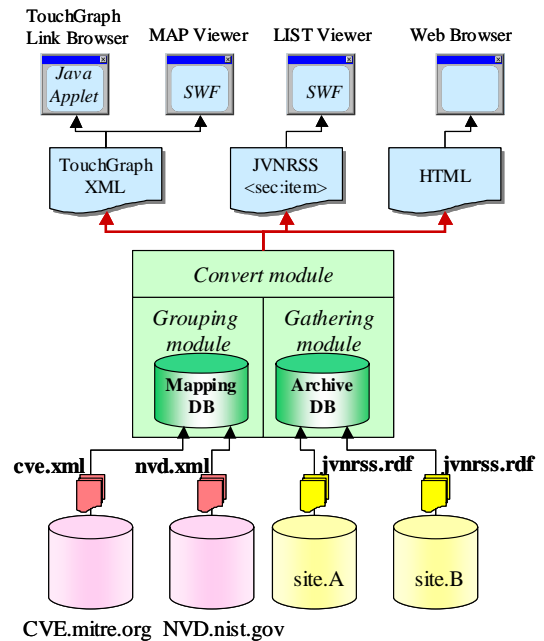 TouchGraph
Link Browser
MAP Viewer
LIST Viewer
Web Browser
Java
Applet
SWF
SWF
TouchGraph
XML
JVNRSS
<sec:item>
HTML
Convert module
Grouping
module
Gathering
module
Mapping
DB
Archive
DB
cve.xml
nvd.xml
jvnrss.rdf
jvnrss.rdf
site.A
site.B
CVE.mitre.org
NVD.nist.gov